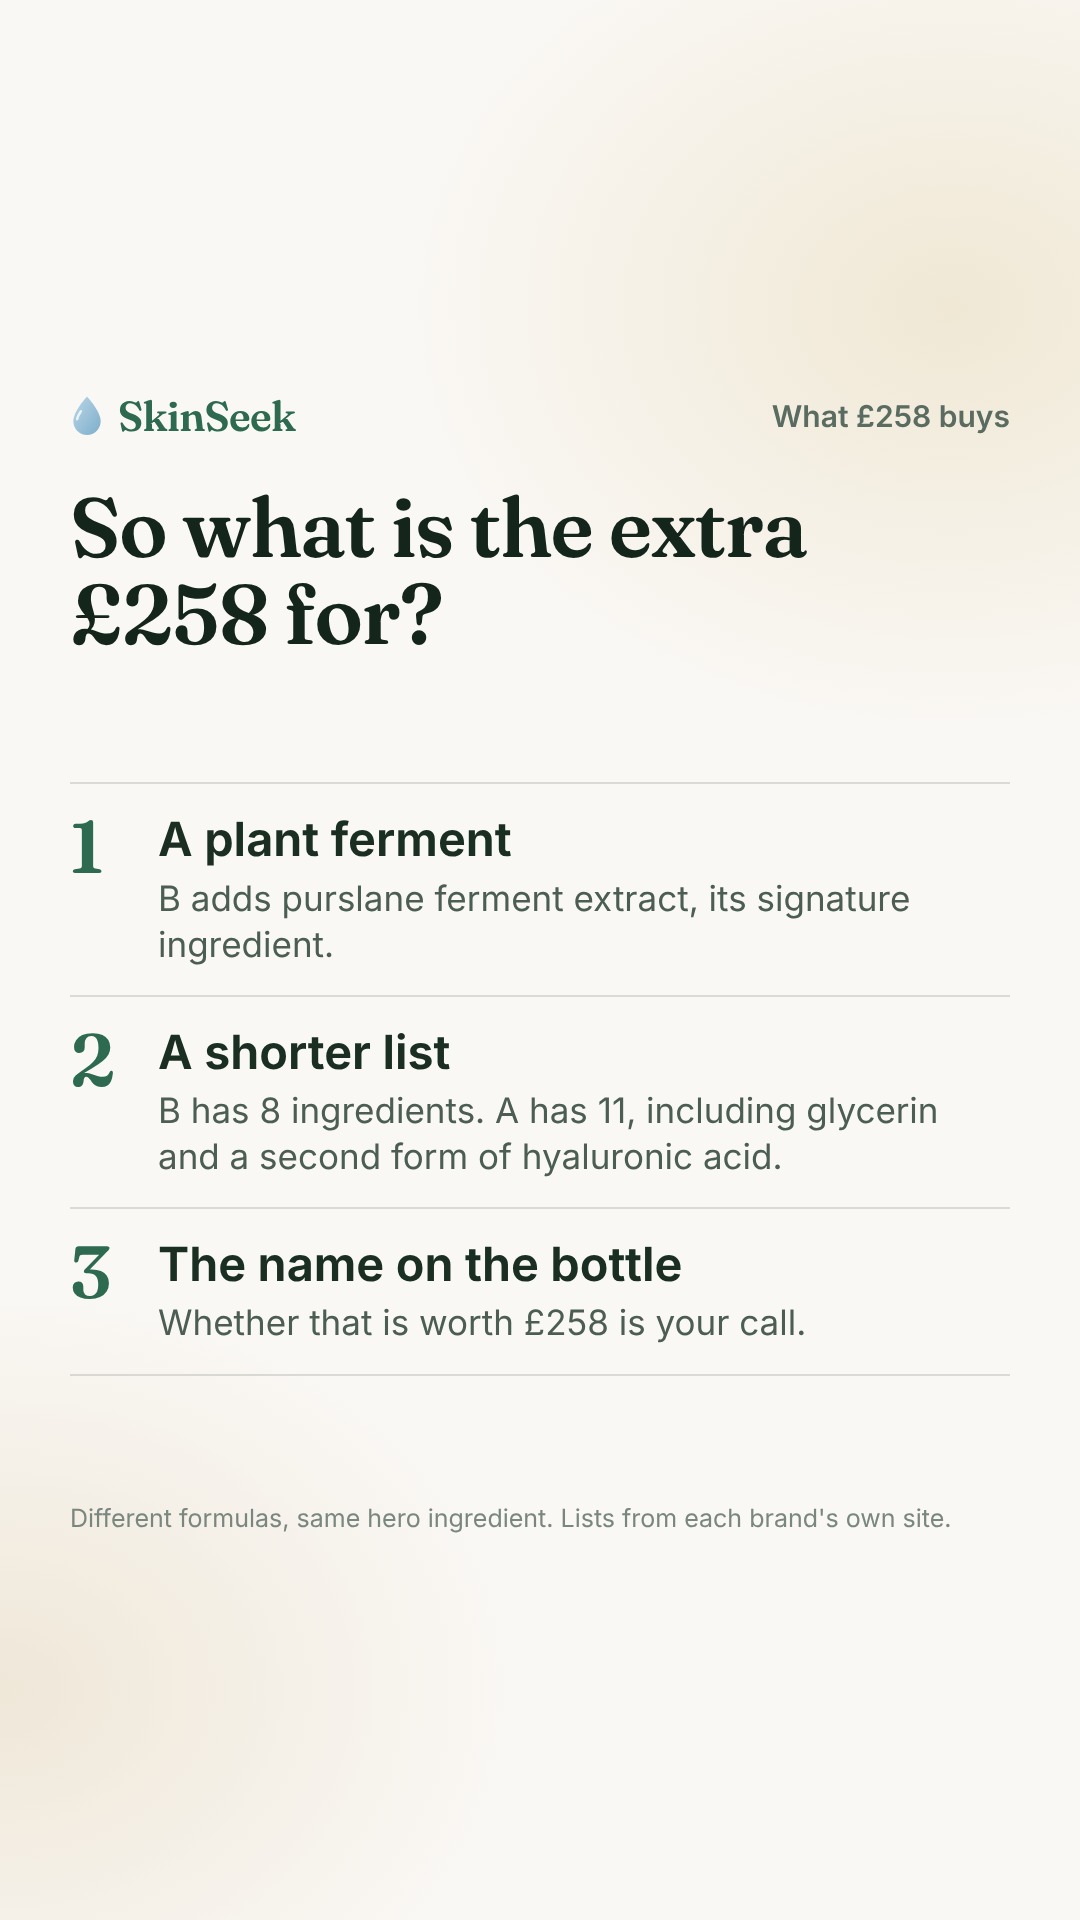 SkinSeek
What £258 buys
So what is the extra
£258 for?
1
A plant ferment
B adds purslane ferment extract, its signature
ingredient.
2
A shorter list
B has 8 ingredients. A has 11, including glycerin
and a second form of hyaluronic acid.
3
The name on the bottle
Whether that is worth £258 is your call.
Different formulas, same hero ingredient. Lists from each brand's own site.